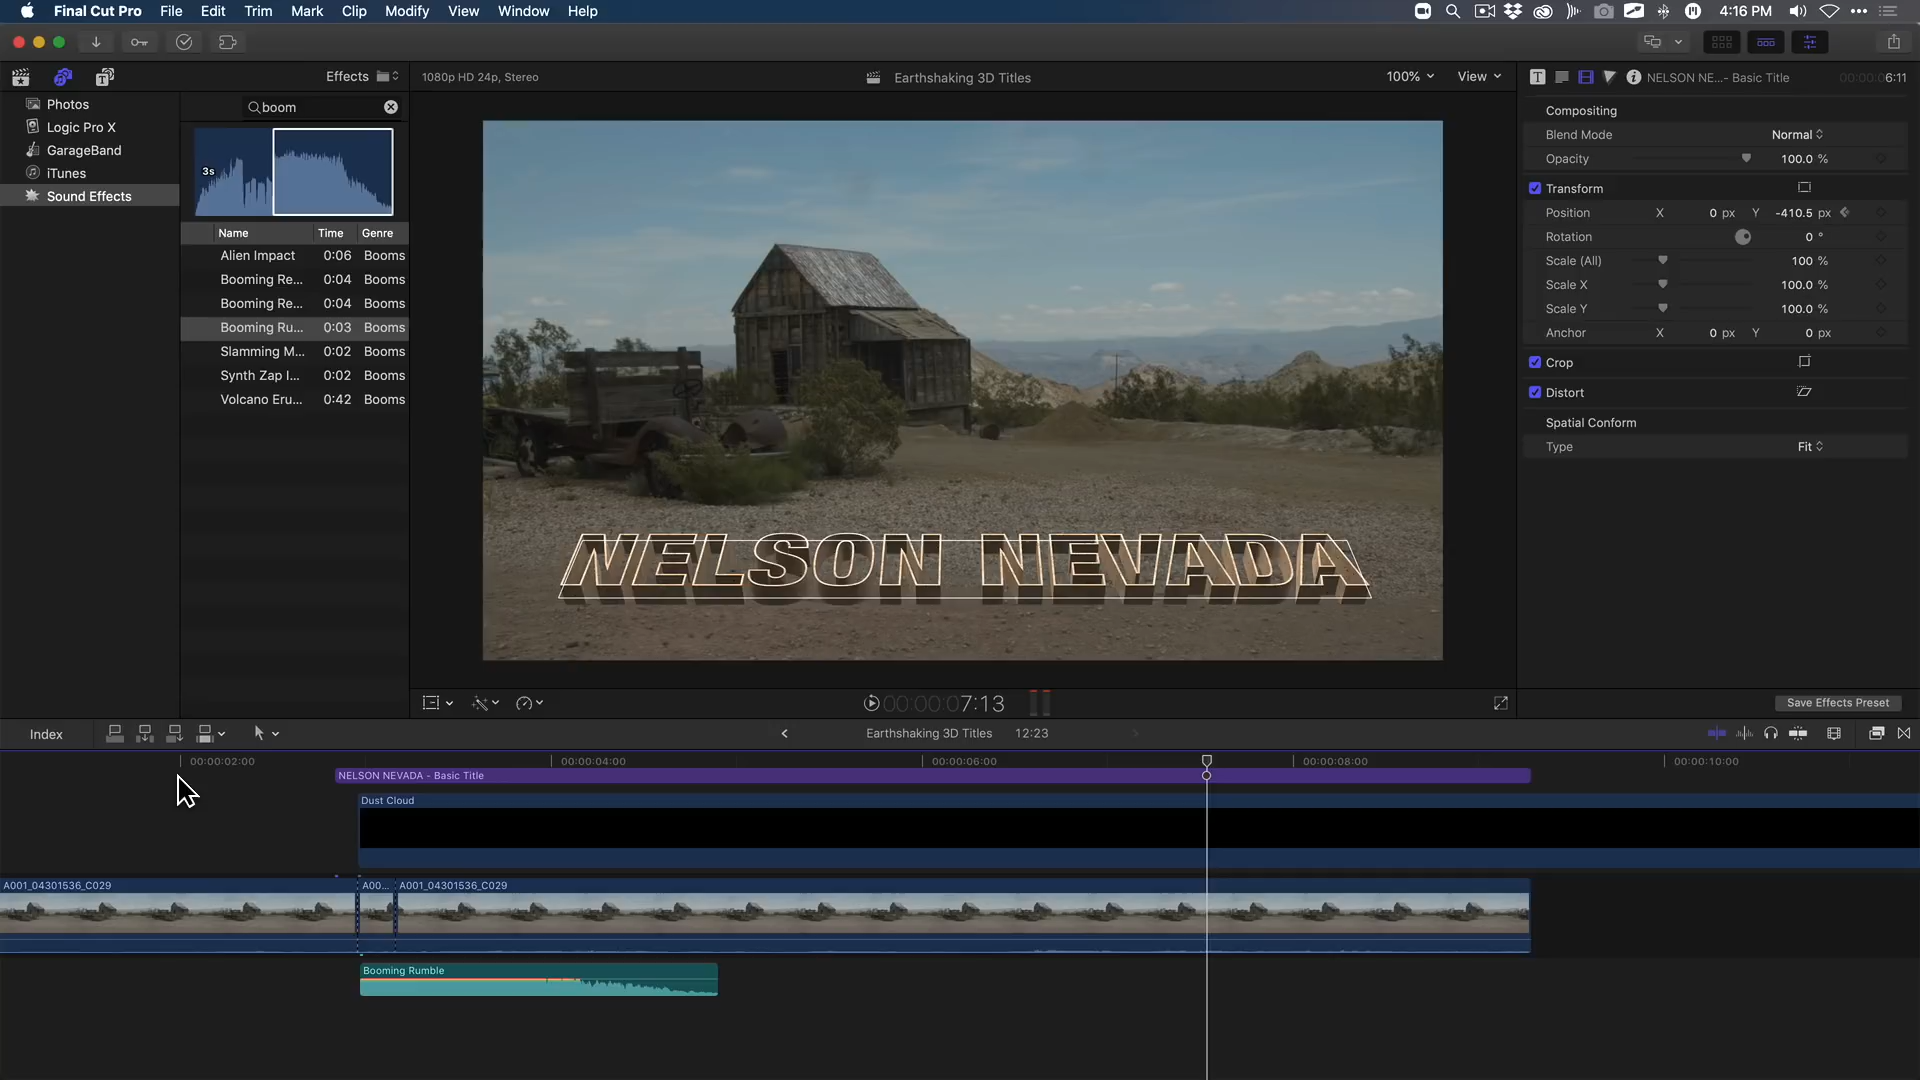 Final Cut Pro File Edit Trim Mark Clip Modify View Window Help 4:16 PM
Effects 1080p HD 24p, Stereo Earthshaking 3D Titles 100% View NELSON NE...- Basic Title 00:00:06:11
Photos
Logic Pro X
GarageBand
iTunes
Sound Effects
boom
3s
Name Time Genre
Alien Impact 0:06 Booms
Booming Re... 0:04 Booms
Booming Re... 0:04 Booms
Booming Ru... 0:03 Booms
Slamming M... 0:02 Booms
Synth Zap I... 0:02 Booms
Volcano Eru... 0:42 Booms
NELSON NEVADA
Compositing
Blend Mode Normal
Opacity 100.0 %
Transform
Position X 0 px Y -410.5 px
Rotation 0 °
Scale (All) 100 %
Scale X 100.0 %
Scale Y 100.0 %
Anchor X 0 px Y 0 px
Crop
Distort
Spatial Conform
Type Fit
00:00:07:13 Save Effects Preset
Index Earthshaking 3D Titles 12:23
00:00:02:00 00:00:04:00 00:00:06:00 00:00:08:00 00:00:10:00
NELSON NEVADA - Basic Title
Dust Cloud
A001_04301536_C029 A00... A001_04301536_C029
Booming Rumble